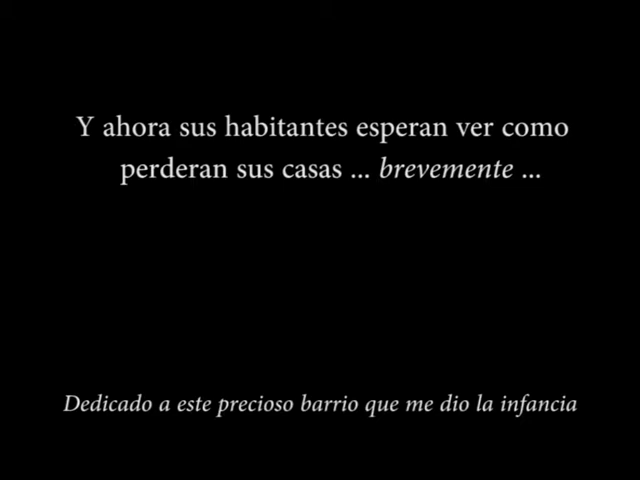 Y ahora sus habitantes esperan ver como
perderan sus casas ... brevemente ...
Dedicado a este precioso barrio que me dio la infancia